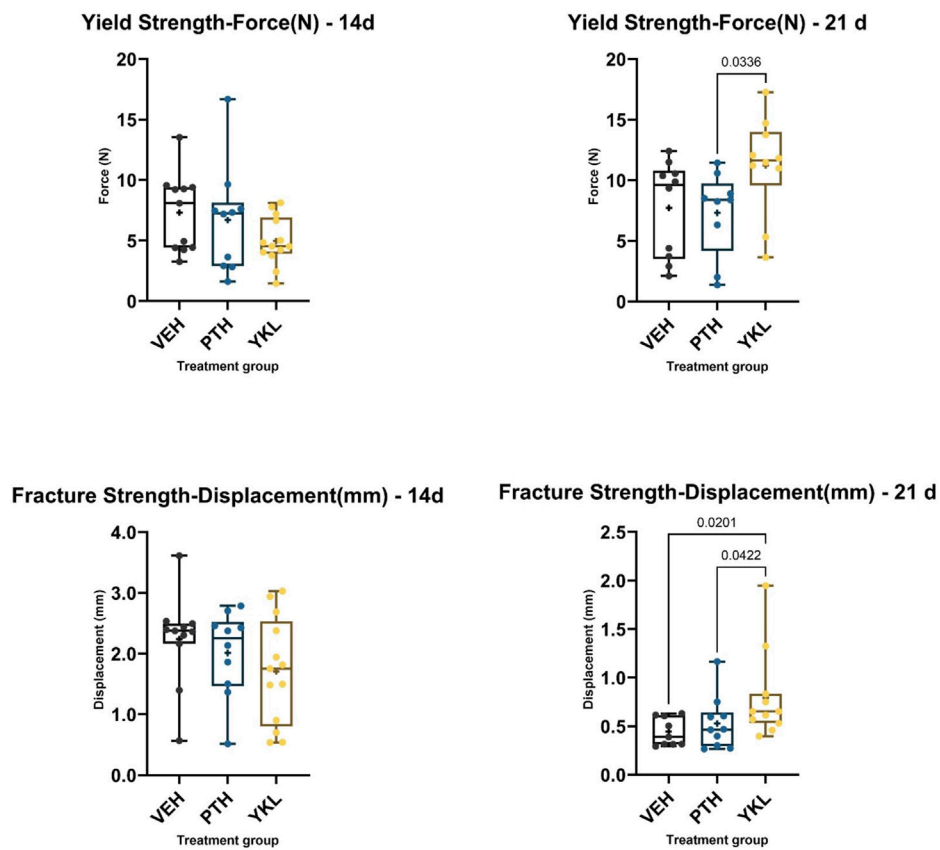 Yield Strength-Force(N) - 14d
20
15
10
5
0
Force (N)
VEH
PTH
YKL
Treatment group
Yield Strength-Force(N) - 21 d
0.0336
20
15
10
5
0
Force (N)
VEH
PTH
YKL
Treatment group
Fracture Strength-Displacement(mm) - 14d
4.0
3.0
2.0
1.0
0.0
Displacement (mm)
VEH
PTH
YKL
Treatment group
Fracture Strength-Displacement(mm) - 21 d
0.0201
0.0422
2.5
2.0
1.5
1.0
0.5
0.0
Displacement (mm)
VEH
PTH
YKL
Treatment group